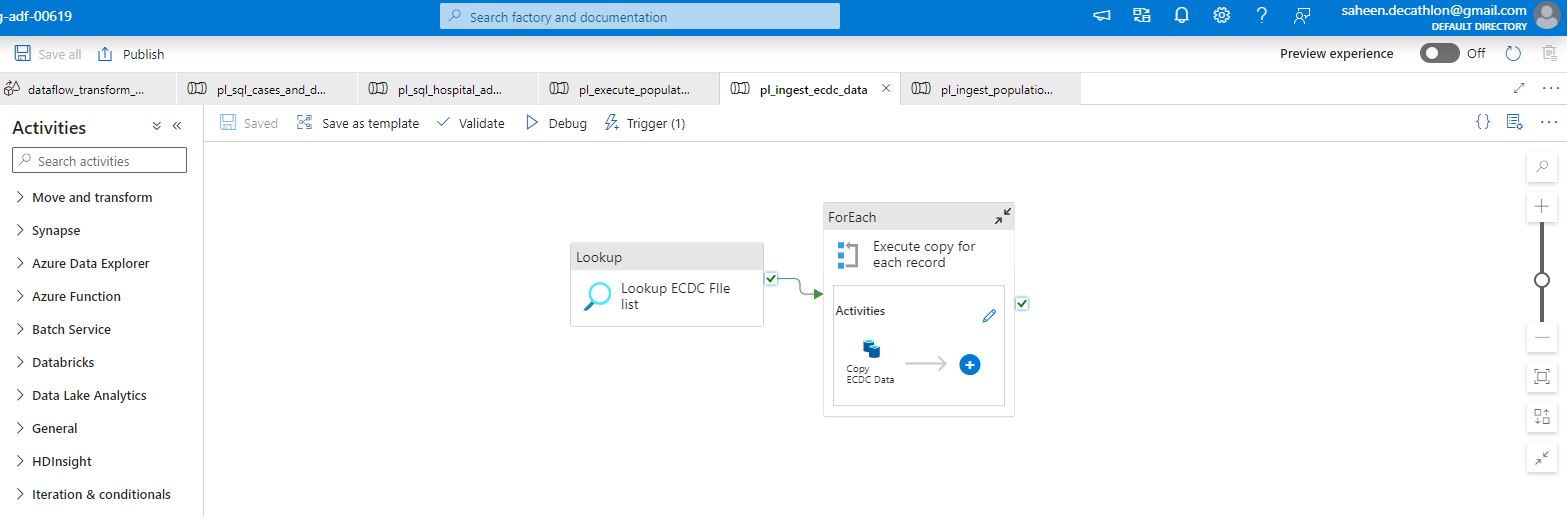 g-adf-00619
Search factory and documentation
saheen.decathlon@gmail.com
DEFAULT DIRECTORY
Save all
Publish
Preview experience
Off
dataflow_transform_...
pl_sql_cases_and_d...
pl_sql_hospital_ad...
pl_execute_populat...
pl_ingest_ecdc_data
pl_ingest_populatio...
Activities
Saved
Save as template
Validate
Debug
Trigger (1)
Search activities
Move and transform
Synapse
Azure Data Explorer
Azure Function
Batch Service
Databricks
Data Lake Analytics
General
HDInsight
Iteration & conditionals
Lookup
Lookup ECDC FIle
list
ForEach
Execute copy for
each record
Activities
Copy
ECDC Data